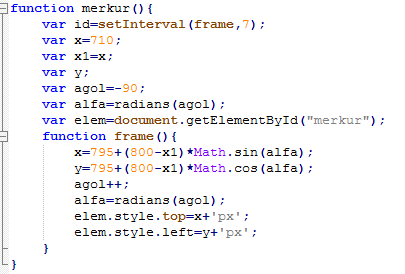 function merkur(){
var id=setInterval(frame,7);
var x=710;
var x1=x;
var y;
var agol=-90;
var alfa=radians(agol);
var elem=document.getElementById("merkur");
function frame(){
x=795+(800-x1)*Math.sin(alfa);
y=795+(800-x1)*Math.cos(alfa);
agol++;
alfa=radians(agol);
elem.style.top=x+'px';
elem.style.left=y+'px';
}
}